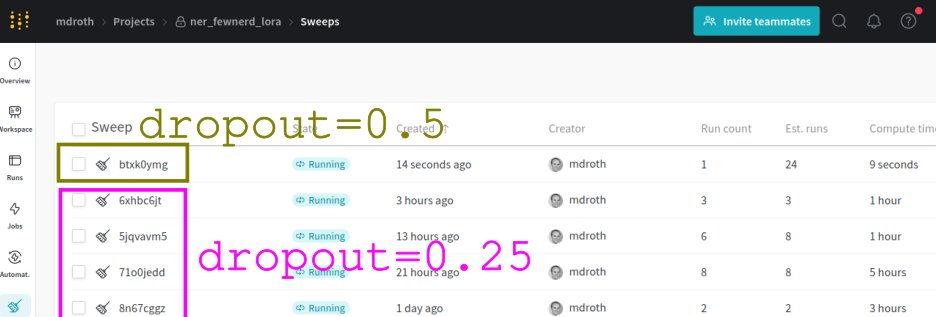 mdroth > Projects > ner_fewnerd_lora > Sweeps
Invite teammates
?
Overview
Workspace
Runs
Jobs
Automat.
Sweep State Created ↑ Creator Run count Est. runs Compute time
dropout=0.5
btxk0ymg Running 14 seconds ago mdroth 1 24 9 seconds
6xhbc6jt Running 3 hours ago mdroth 3 3 1 hour
5jqvavm5 Running 13 hours ago mdroth 6 8 1 hour
dropout=0.25
71o0jedd Running 21 hours ago mdroth 8 8 5 hours
8n67cggz Running 1 day ago mdroth 2 2 3 hours